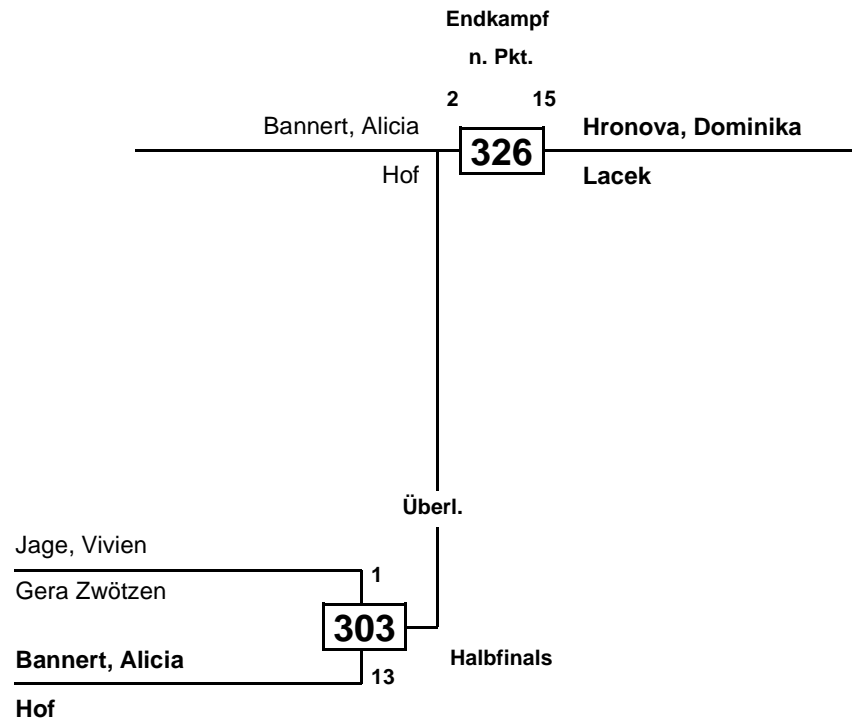 Endkampf
n. Pkt.
2 15
Bannert, Alicia
Hof
326
Hronova, Dominika
Lacek
Überl.
Jage, Vivien
Gera Zwötzen
1
303
Bannert, Alicia
Hof
13
Halbfinals